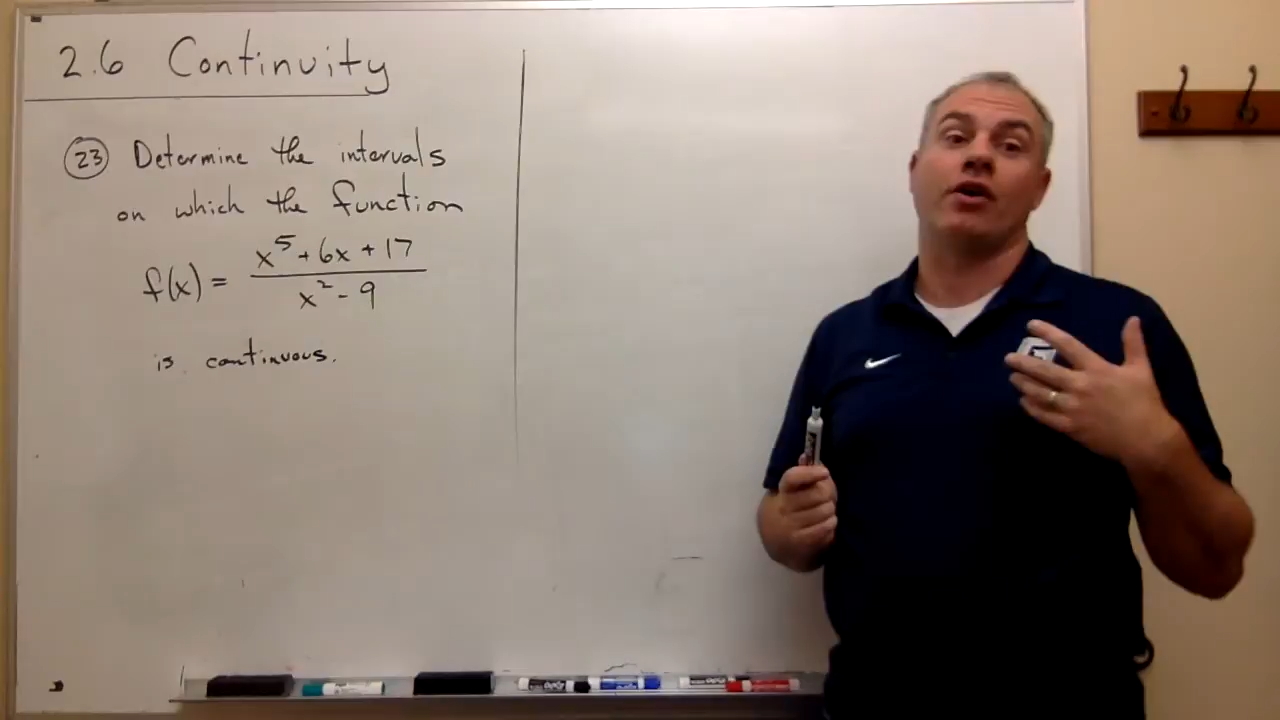 2.6 Continuity
23 Determine the intervals
on which the function
f(x) = x⁵ + 6x + 17 / x² - 9
is continuous.